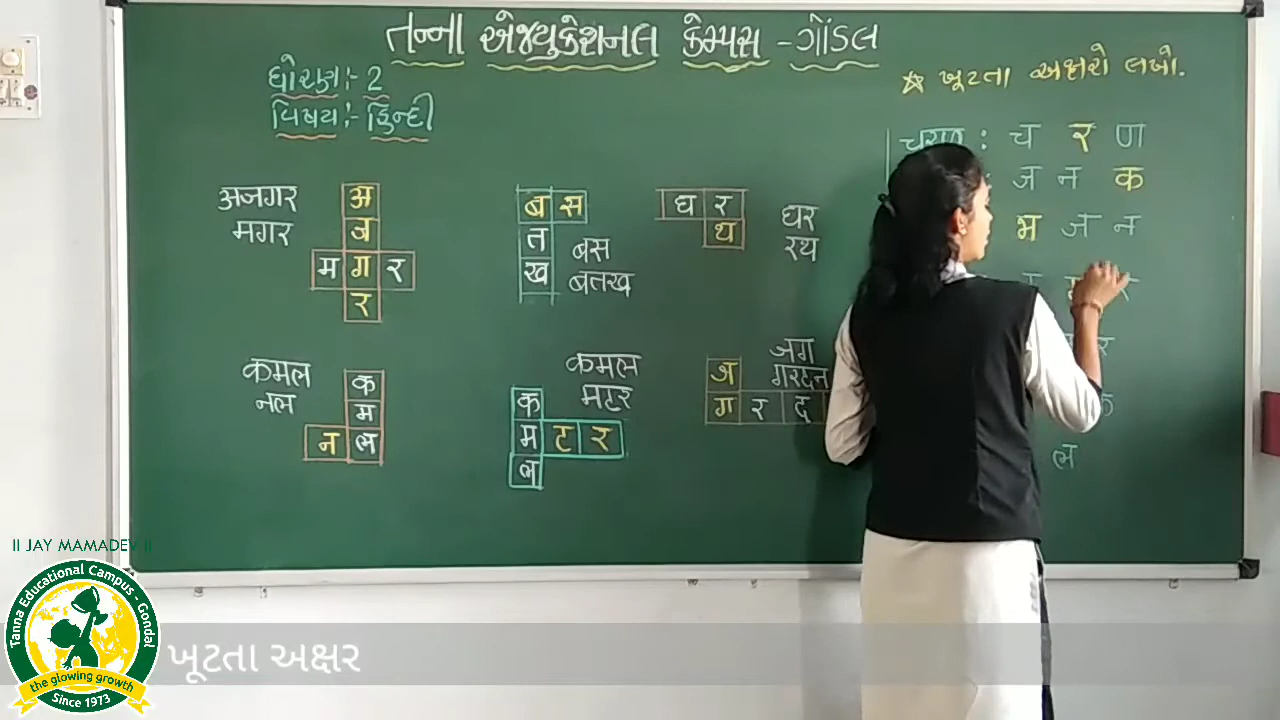 તન્ના એજ્યુકેશનલ કેમ્પસ - ગોંડલ
ધોરણ :- 2
વિષય :- હિન્દી
☆ ખૂટતા અક્ષરો લખો.
चरण : च र ण
ज न क
भ ज न
अजगर
मगर
अ
ज
म ग र
र
ब स
त
ख
बस
बतख
घ र
थ
घर
रथ
कमल
नल
क
म
न ल
कमल
मटर
क
म ट र
ल
जग
गरदन
ज
ग र द
ल
|| JAY MAMADEV ||
Tanna Educational Campus - Gondal
the glowing growth
Since 1973
ખૂટતા અક્ષર